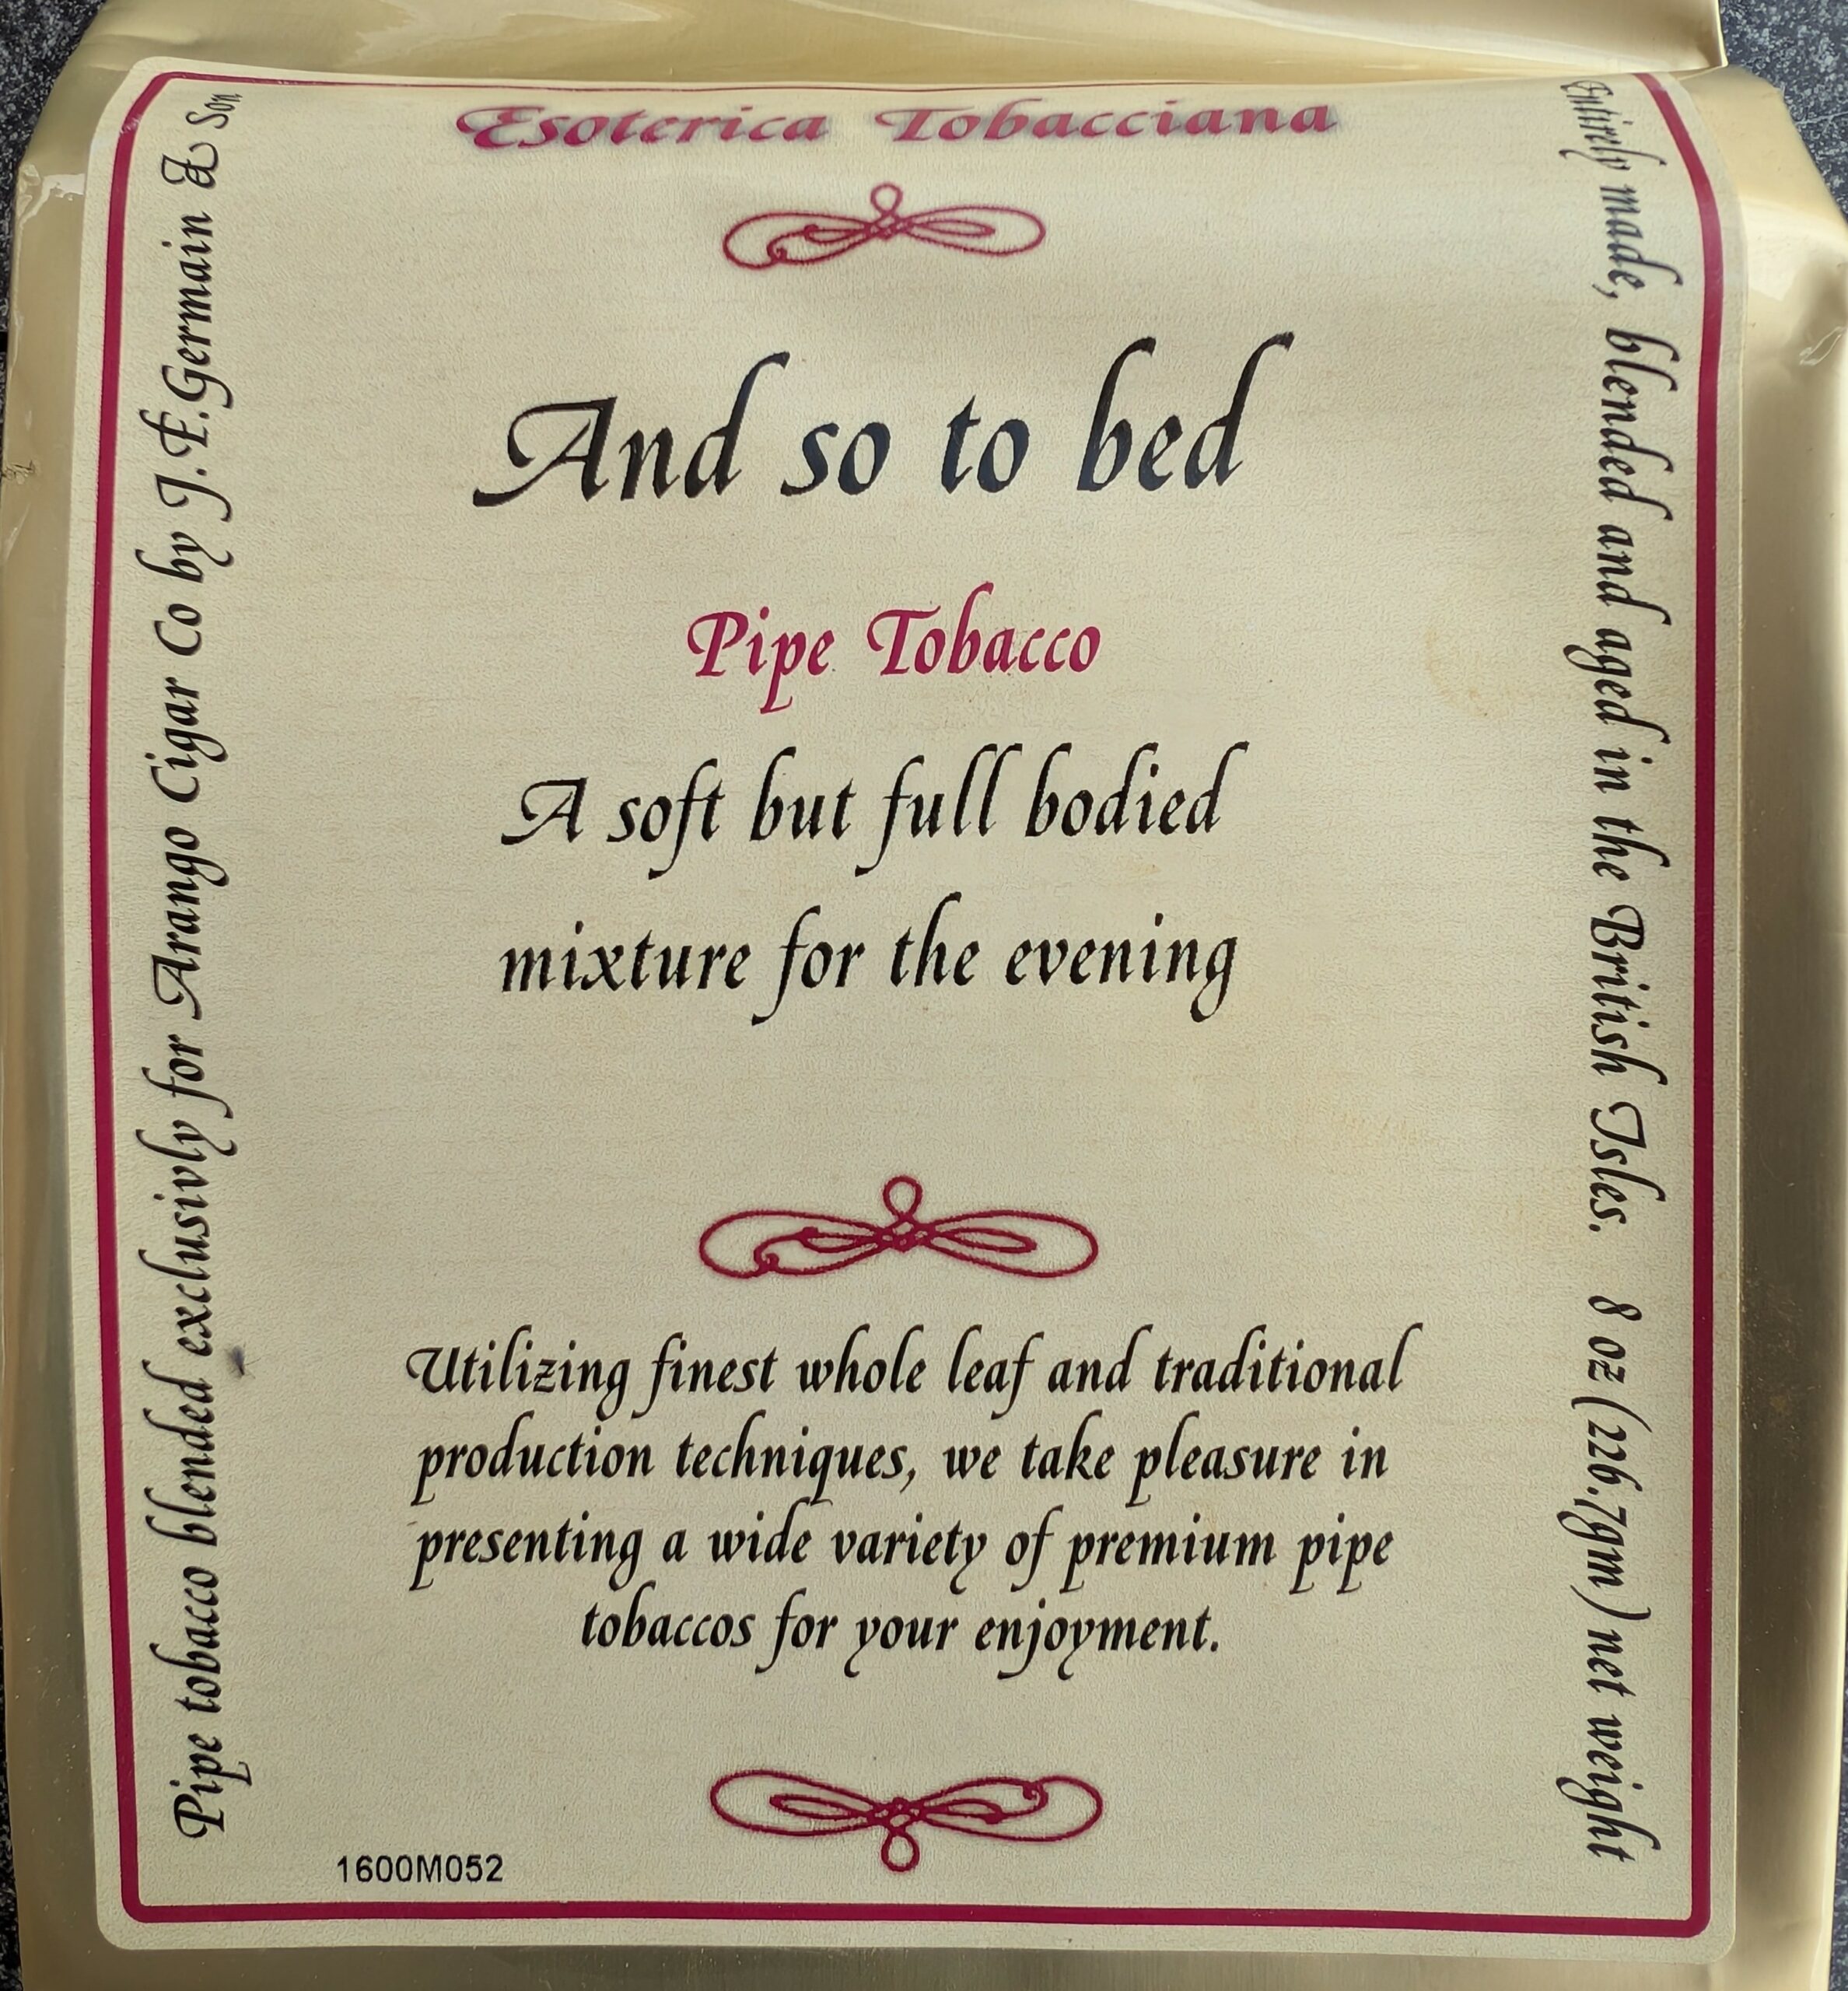 Esoterica Tobacciana
And so to bed
Pipe Tobacco
A soft but full bodied
mixture for the evening
Utilizing finest whole leaf and traditional
production techniques, we take pleasure in
presenting a wide variety of premium pipe
tobaccos for your enjoyment.
1600M052
Pipe tobacco blended exclusivly for Arango Cigar Co by J.F.Germain & Son
Entirely made, blended and aged in the British Isles. 8 oz (226.7gm) net weight